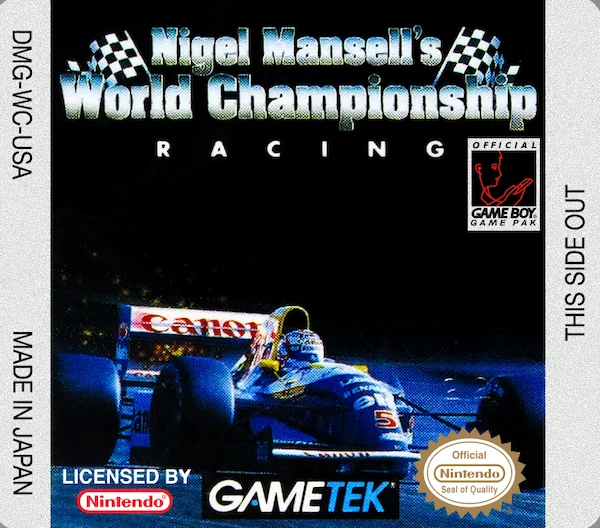 Nigel Mansell's
World Championship
RACING
OFFICIAL
GAME BOY
GAME PAK
DMG-WC-USA
MADE IN JAPAN
THIS SIDE OUT
Canon
5
LICENSED BY
Nintendo®
GAMETEK
Official
Nintendo
Seal of Quality